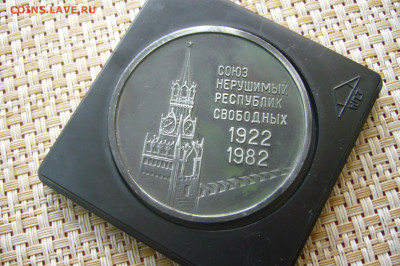 COINS.LAVE.RU
СОЮЗ
НЕРУШИМЫЙ
РЕСПУБЛИК
СВОБОДНЫХ
1922
1982